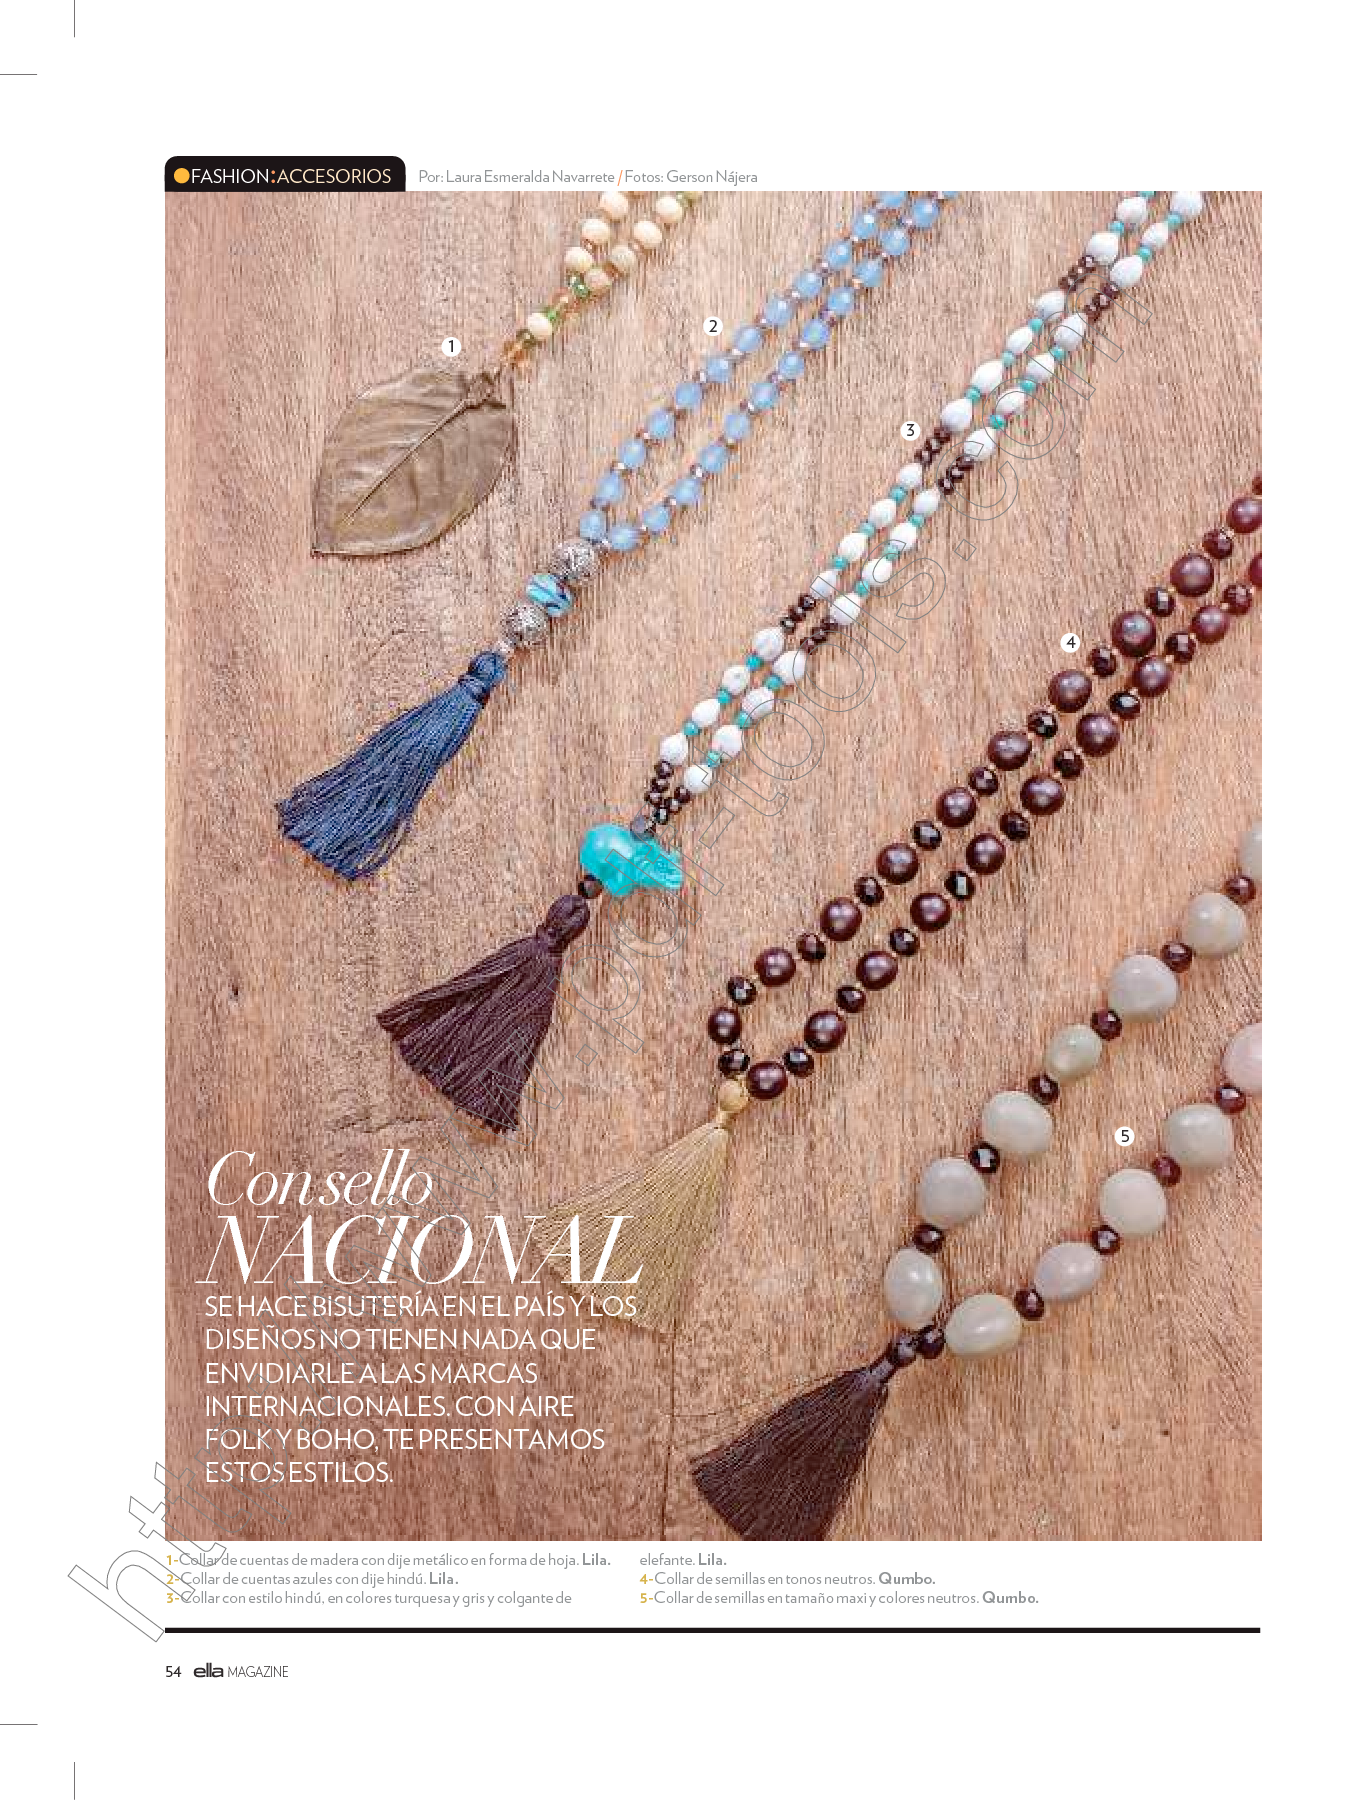 FASHION:ACCESORIOS
Por: Laura Esmeralda Navarrete / Fotos: Gerson Nájera
1
2
3
4
5
Con sello
NACIONAL
SE HACE BISUTERÍA EN EL PAÍS Y LOS
DISEÑOS NO TIENEN NADA QUE
ENVIDIARLE A LAS MARCAS
INTERNACIONALES. CON AIRE
FOLK Y BOHO, TE PRESENTAMOS
ESTOS ESTILOS.
1-Collar de cuentas de madera con dije metálico en forma de hoja. Lila.
2-Collar de cuentas azules con dije hindú. Lila.
3-Collar con estilo hindú, en colores turquesa y gris y colgante de
elefante. Lila.
4-Collar de semillas en tonos neutros. Qumbo.
5-Collar de semillas en tamaño maxi y colores neutros. Qumbo.
54 ella MAGAZINE